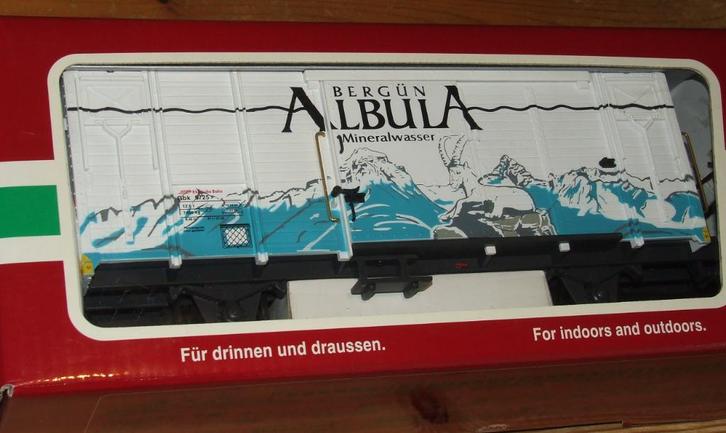 BERGÜN
ALBULA
Mineralwasser
Für drinnen und draussen.
For indoors and outdoors.